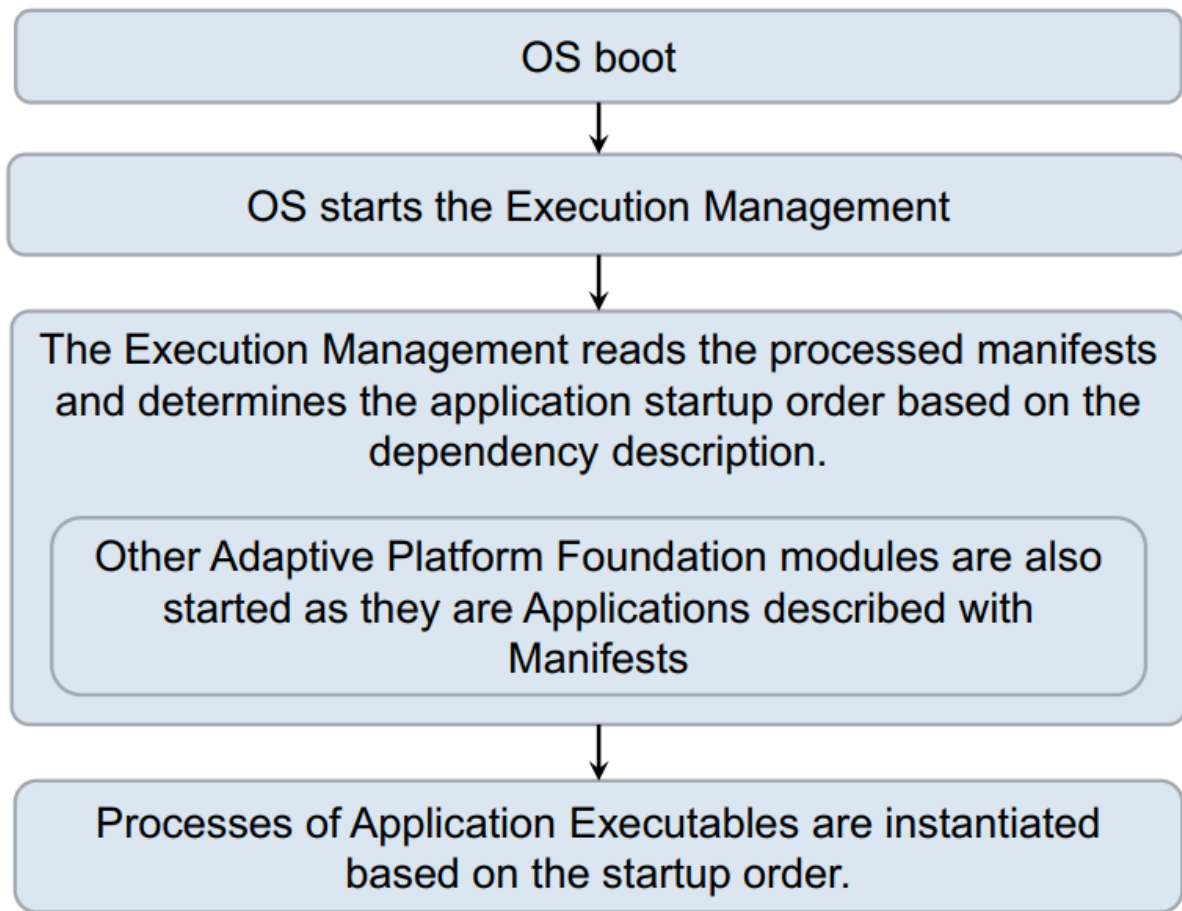 OS boot
OS starts the Execution Management
The Execution Management reads the processed manifests
and determines the application startup order based on the
dependency description.
Other Adaptive Platform Foundation modules are also
started as they are Applications described with
Manifests
Processes of Application Executables are instantiated
based on the startup order.